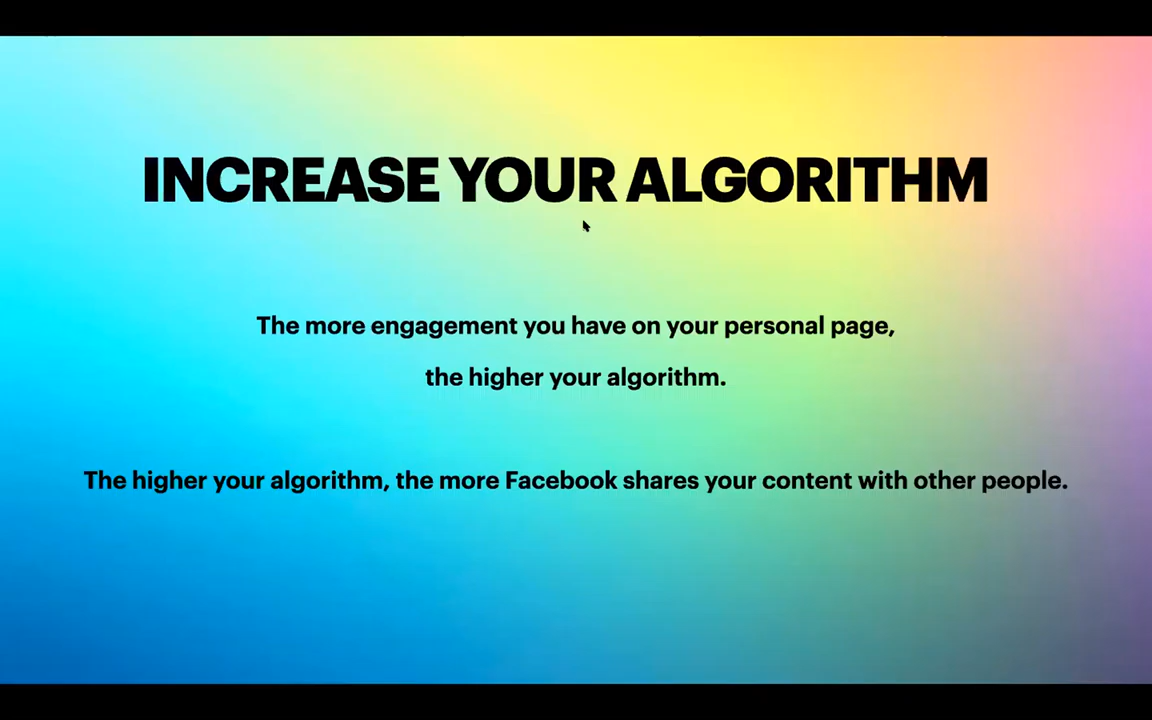 INCREASE YOUR ALGORITHM
The more engagement you have on your personal page,
the higher your algorithm.
The higher your algorithm, the more Facebook shares your content with other people.